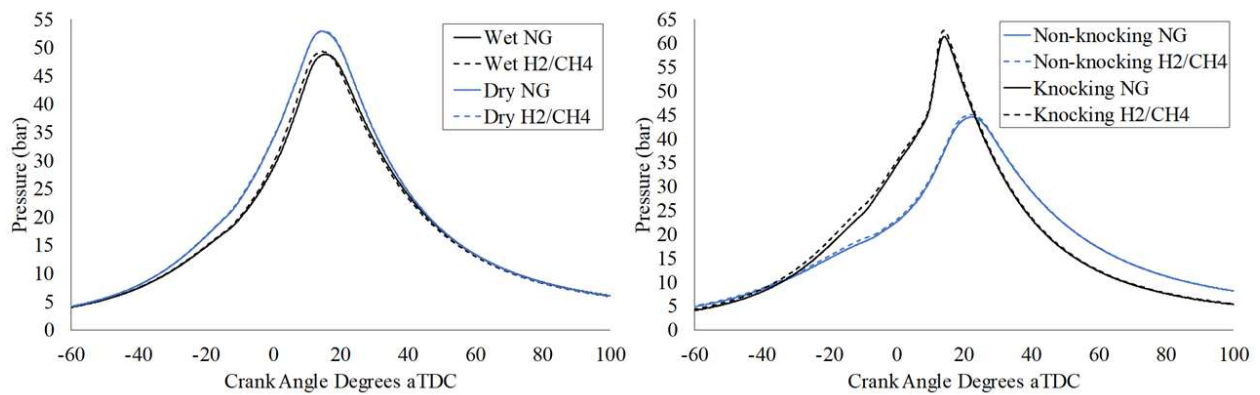 55
50
45
40
35
30
25
20
15
10
5
0
Pressure (bar)
-60 -40 -20 0 20 40 60 80 100
Crank Angle Degrees aTDC
Wet NG
Wet H2/CH4
Dry NG
Dry H2/CH4
65
60
55
50
45
40
35
30
25
20
15
10
5
0
Pressure (bar)
-60 -40 -20 0 20 40 60 80 100
Crank Angle Degrees aTDC
Non-knocking NG
Non-knocking H2/CH4
Knocking NG
Knocking H2/CH4